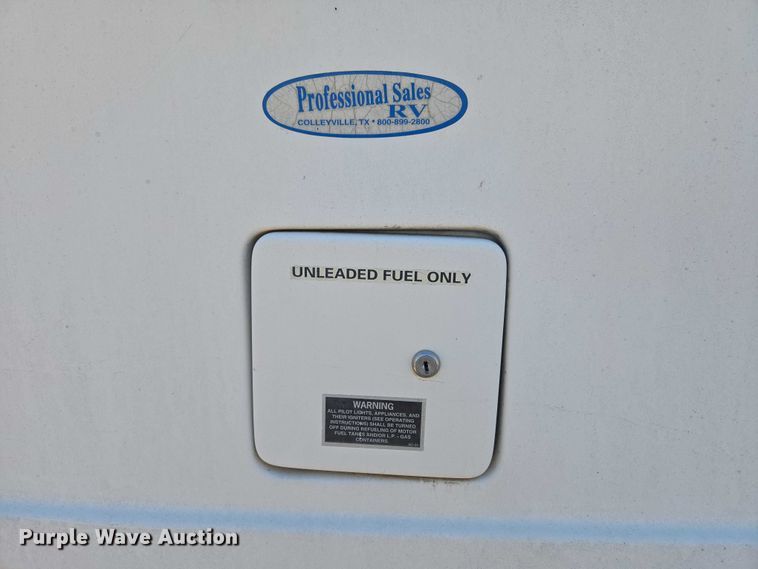 Professional Sales
RV
COLLEYVILLE, TX • 800-899-2800
UNLEADED FUEL ONLY
WARNING
ALL PILOT LIGHTS, APPLIANCES, AND
THEIR IGNITERS (SEE OPERATING
INSTRUCTIONS) SHALL BE TURNED
OFF DURING REFUELING OF MOTOR
FUEL TANKS AND/OR L.P. - GAS
CONTAINERS.
Purple Wave Auction